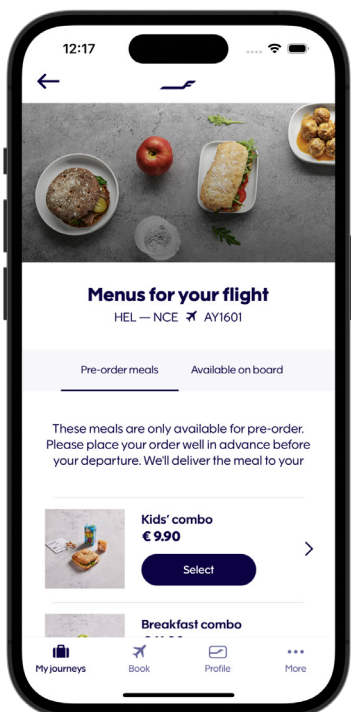 12:17
Menus for your flight
HEL — NCE AY1601
Pre-order meals Available on board
These meals are only available for pre-order.
Please place your order well in advance before
your departure. We'll deliver the meal to your
Kids' combo
€ 9.90
Select
Breakfast combo
My journeys Book Profile More